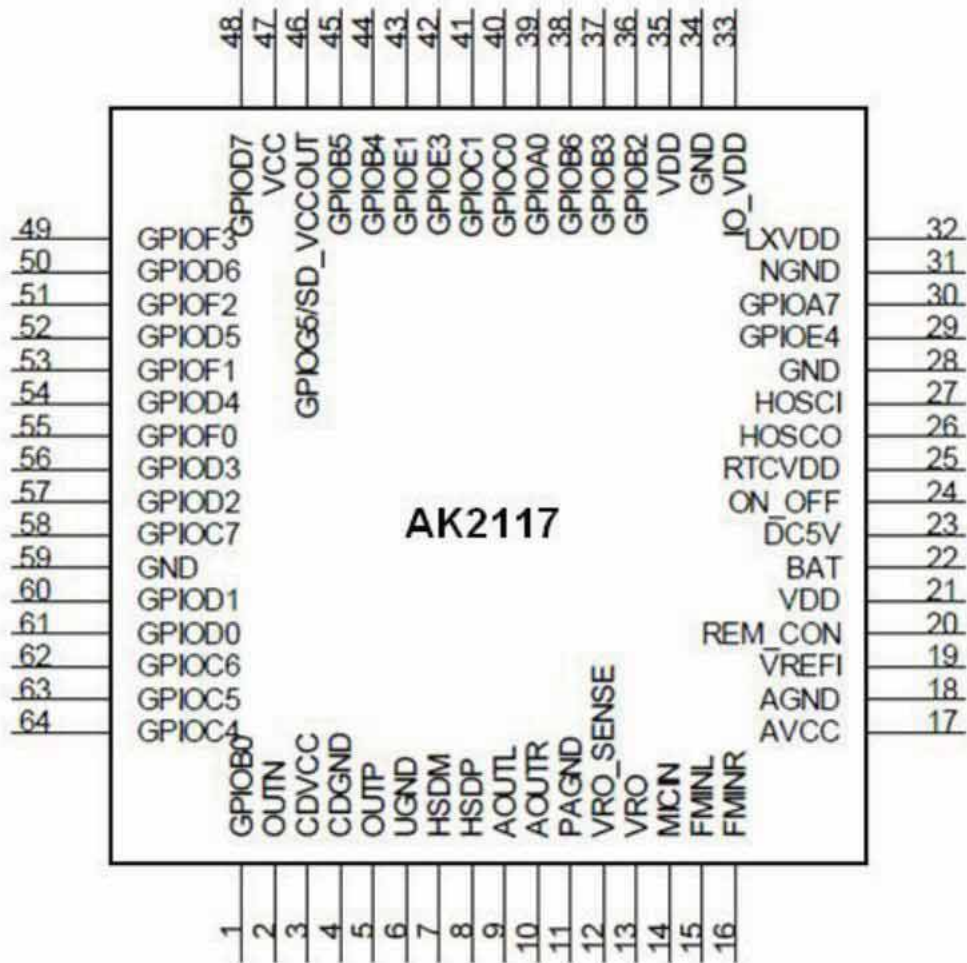 48 47 46 45 44 43 42 41 40 39 38 37 36 35 34 33
GPIOD7 VCC GPIOG5/SD_VCCOUT GPIOB5 GPIOB4 GPIOE1 GPIOE3 GPIOC1 GPIOC0 GPIOA0 GPIOB6 GPIOB3 GPIOB2 VDD GND IO_VDD
49 GPIOF3 LXVDD 32
50 GPIOD6 NGND 31
51 GPIOF2 GPIOA7 30
52 GPIOD5 GPIOE4 29
53 GPIOF1 GND 28
54 GPIOD4 HOSCI 27
55 GPIOF0 HOSCO 26
56 GPIOD3 RTCVDD 25
57 GPIOD2 ON_OFF 24
AK2117
58 GPIOC7 DC5V 23
59 GND BAT 22
60 GPIOD1 VDD 21
61 GPIOD0 REM_CON 20
62 GPIOC6 VREFI 19
63 GPIOC5 AGND 18
64 GPIOC4 AVCC 17
GPIOB0 OUTN CDVCC CDGND OUTP UGND HSDM HSDP AOUTL AOUTR PAGND VRO_SENSE VRO MICIN FMINL FMINR
1 2 3 4 5 6 7 8 9 10 11 12 13 14 15 16